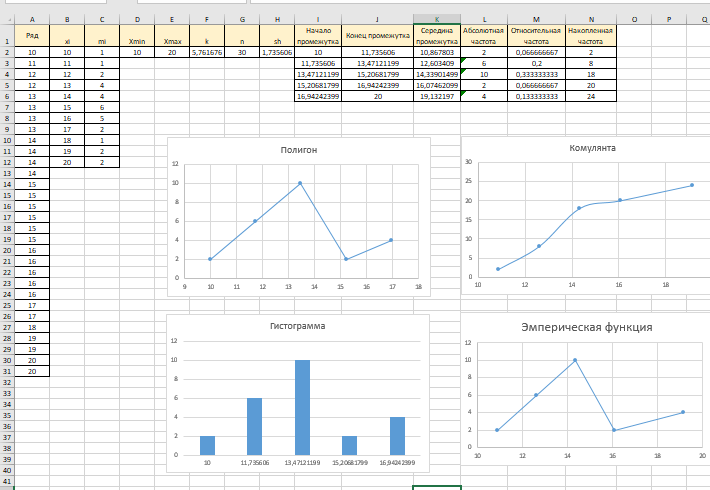 A B C D E F G H I J K L M N O P Q
1 Ряд xi mi Xmin Xmax k n sh Начало промежутка Конец промежутка Середина промежутка Абсолютная частота Относительная частота Накопленная частота
2 10 10 1 10 20 5,761676 30 1,735606 10 11,735606 10,867803 2 0,066666667 2
3 11 11 1 11,735606 13,47121199 12,603409 6 0,2 8
4 12 12 2 13,47121199 15,20681799 14,33901499 10 0,333333333 18
5 12 13 4 15,20681799 16,94242399 16,07462099 2 0,066666667 20
6 13 14 4 16,94242399 20 19,132197 4 0,133333333 24
7 13 15 6
8 13 16 5
9 13 17 2
10 14 18 1
11 14 19 2
12 14 20 2
13 14
14 15
15 15
16 15
17 15
18 15
19 15
20 16
21 16
22 16
23 16
24 16
25 17
26 17
27 18
28 19
29 19
30 20
31 20
32
33
34
35
36
37
38
39
40
41
Полигон
12
10
8
6
4
2
0
9 10 11 12 13 14 15 16 17 18
Комулянта
30
25
20
15
10
5
0
10 12 14 16 18
Гистограмма
12
10
8
6
4
2
0
10 11,735606 13,47121199 15,20681799 16,94242399
Эмперическая функция
12
10
8
6
4
2
0
10 12 14 16 18 20